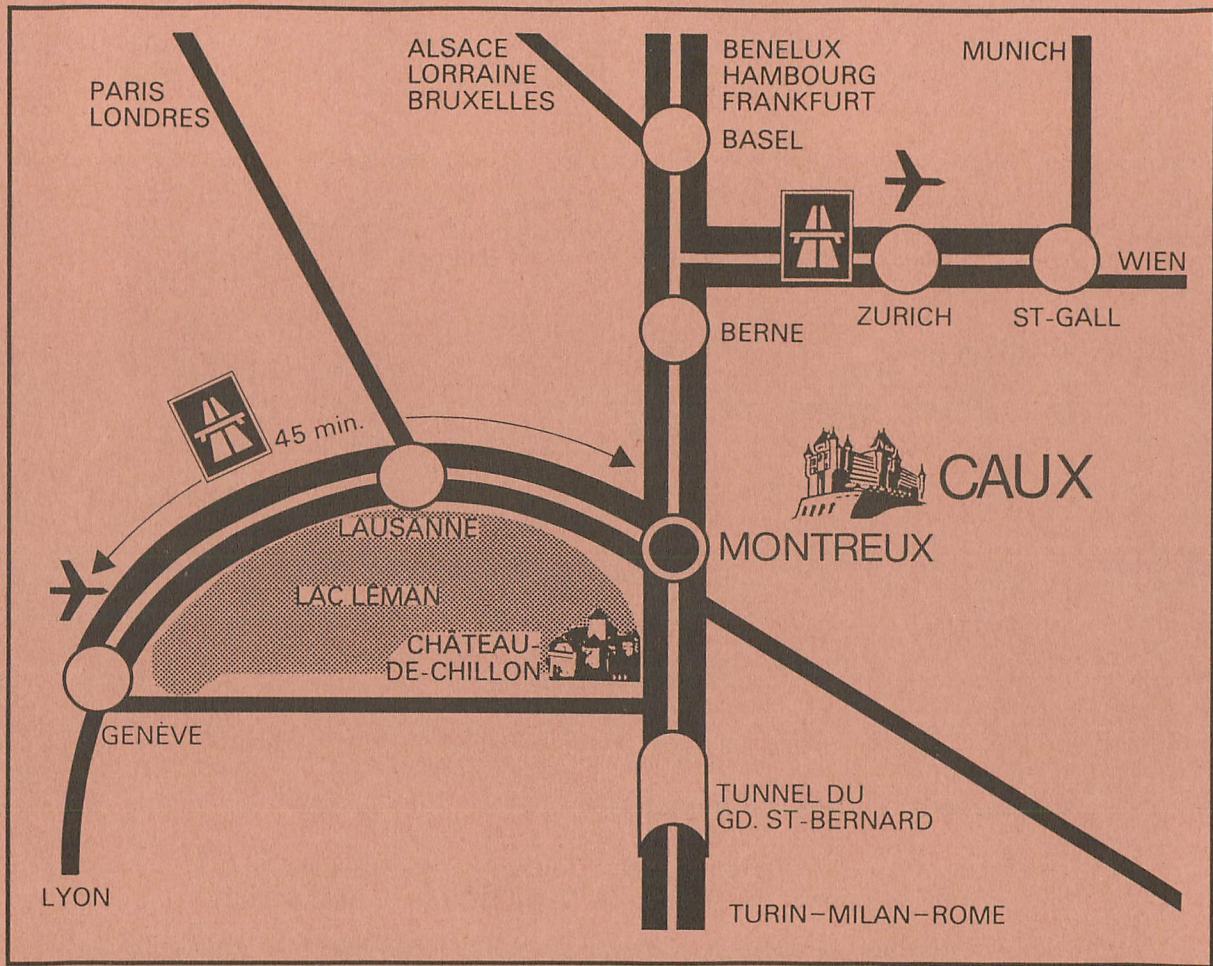 PARIS
LONDRES
ALSACE
LORRAINE
BRUXELLES
BENELUX
HAMBOURG
FRANKFURT
MUNICH
BASEL
WIEN
ZURICH
ST-GALL
BERNE
45 min.
CAUX
LAUSANNE
MONTREUX
LAC LÉMAN
CHÂTEAU-
DE-CHILLON
GENÈVE
TUNNEL DU
GD. ST-BERNARD
LYON
TURIN–MILAN–ROME